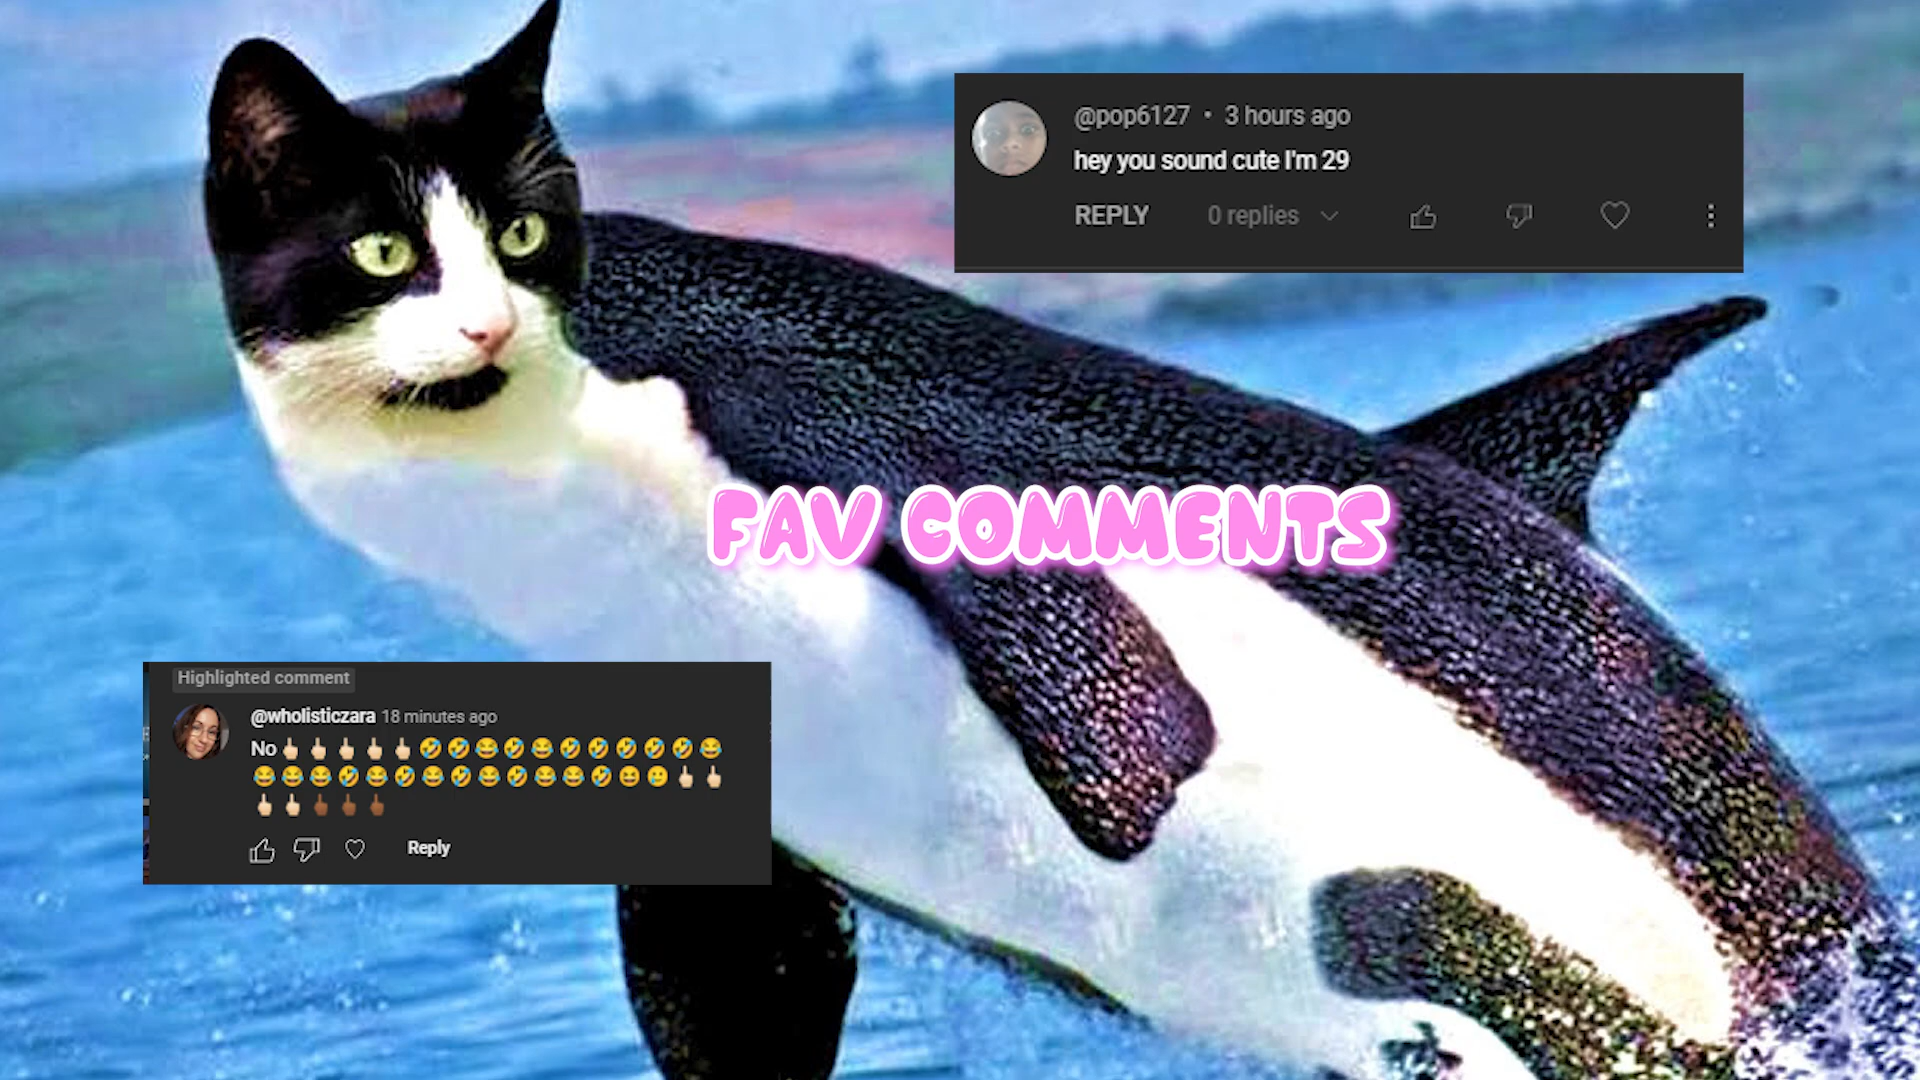 @pop6127 • 3 hours ago
hey you sound cute I'm 29
REPLY 0 replies
FAV COMMENTS
Highlighted comment
@wholisticzara 18 minutes ago
No🖕🏻🖕🏻🖕🏻🖕🏻🖕🏻🤣🤣😂🤣😂🤣🤣🤣🤣🤣😂
😂😂😂🤣😂🤣😂🤣😂🤣😂😂🤣😆🥲🖕🏻🖕🏻
🖕🏻🖕🏻🖕🏾🖕🏾🖕🏾
Reply